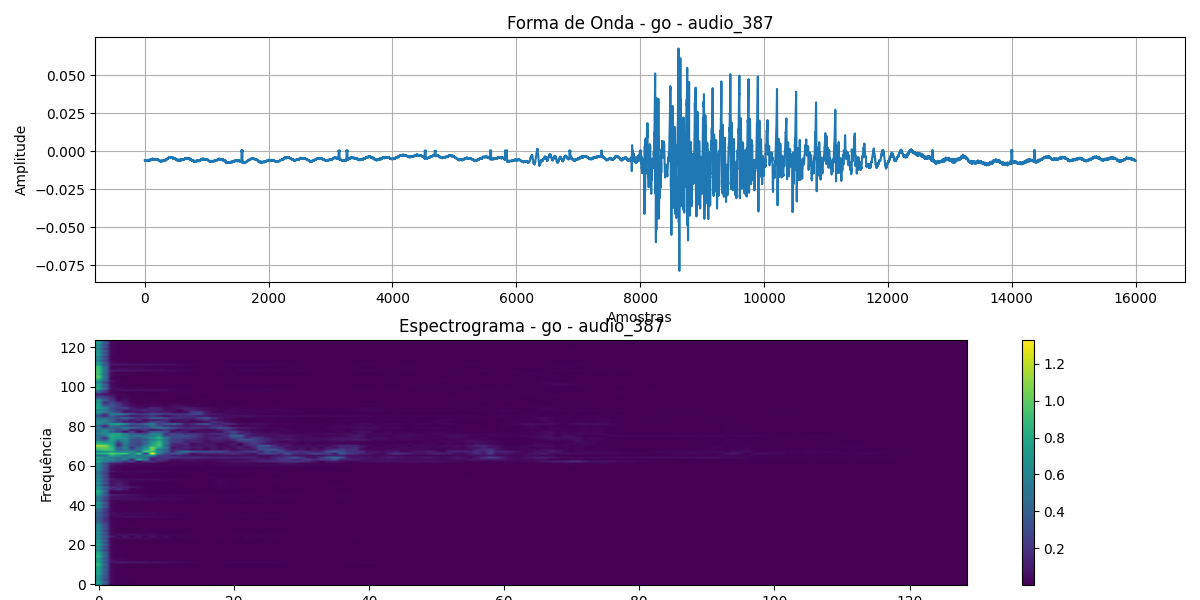 Forma de Onda - go - audio_387
Amplitude
0.050
0.025
0.000
−0.025
−0.050
−0.075
0 2000 4000 6000 8000 10000 12000 14000 16000
Amostras
Espectrograma - go - audio_387
Frequência
120
100
80
60
40
20
0
0 20 40 60 80 100 120
1.2
1.0
0.8
0.6
0.4
0.2